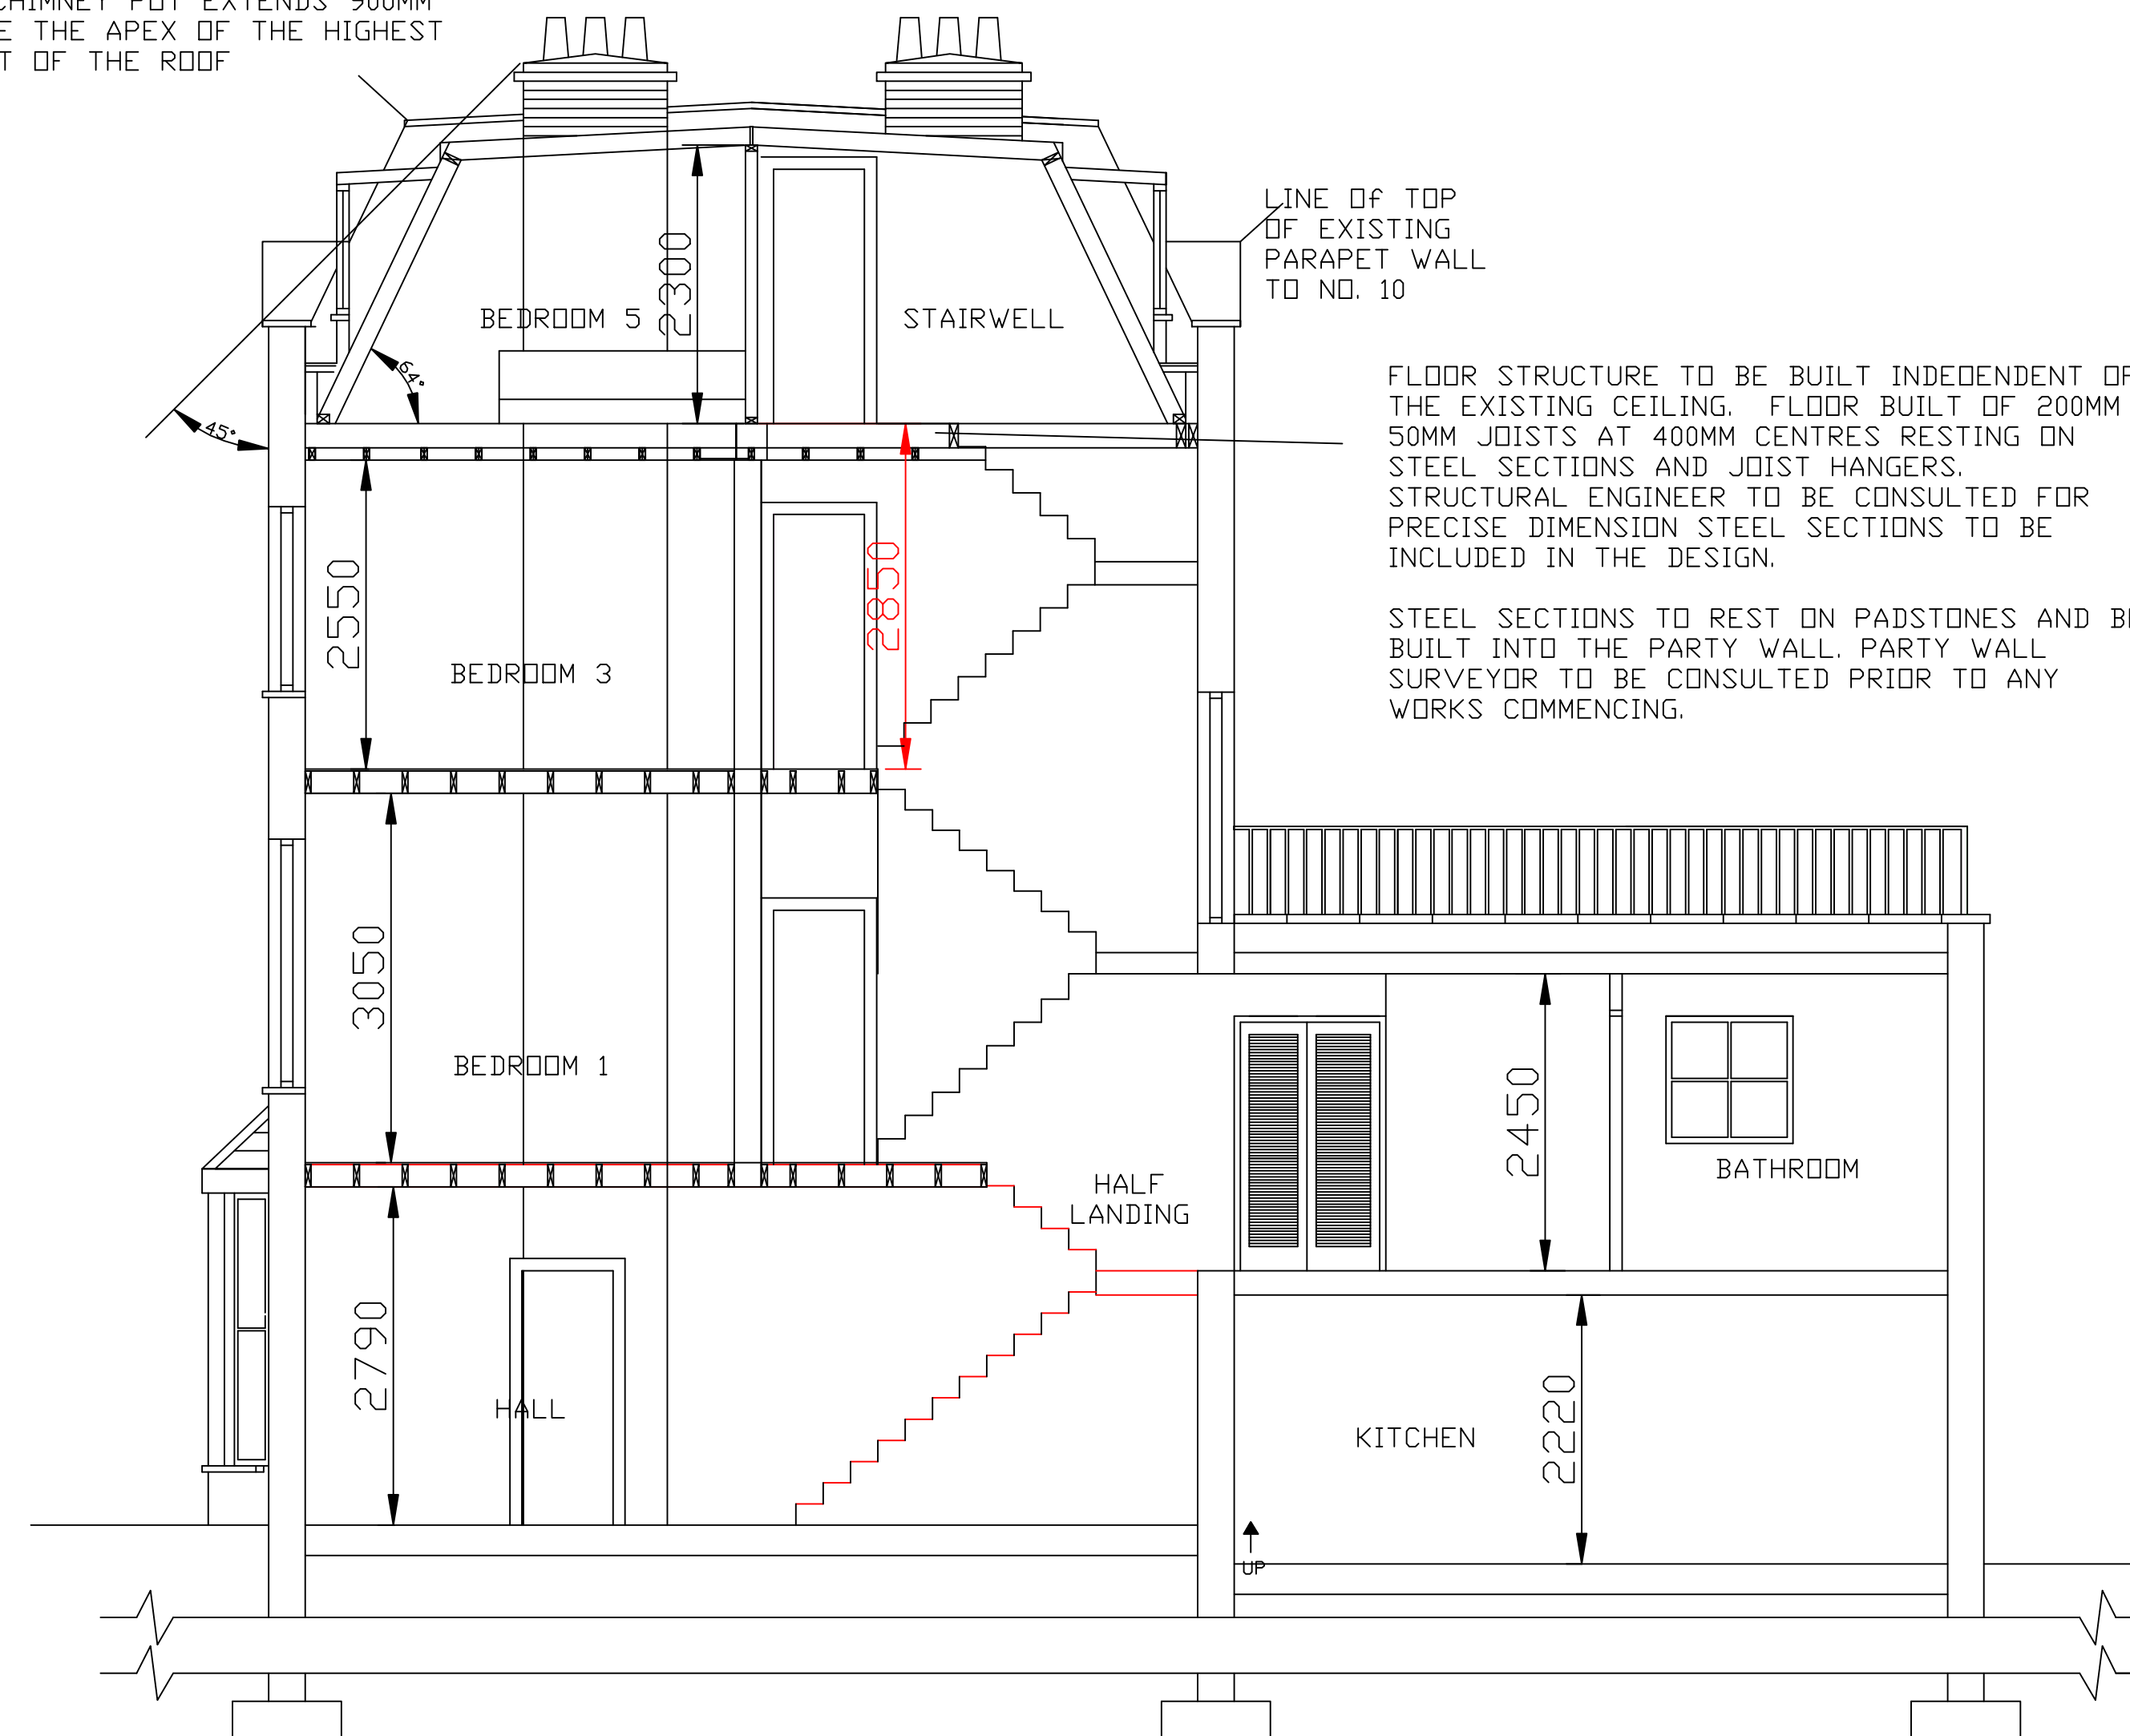 CHIMNEY POT EXTENDS 900MM
E THE APEX OF THE HIGHEST
T OF THE ROOF
LINE Of TOP
OF EXISTING
PARAPET WALL
TO NO. 10
BEDROOM 5
2300
STAIRWELL
64°
45°
FLOOR STRUCTURE TO BE BUILT INDEOENDENT OF
THE EXISTING CEILING. FLOOR BUILT OF 200MM
50MM JOISTS AT 400MM CENTRES RESTING ON
STEEL SECTIONS AND JOIST HANGERS.
STRUCTURAL ENGINEER TO BE CONSULTED FOR
PRECISE DIMENSION STEEL SECTIONS TO BE
INCLUDED IN THE DESIGN.
STEEL SECTIONS TO REST ON PADSTONES AND BE
BUILT INTO THE PARTY WALL. PARTY WALL
SURVEYOR TO BE CONSULTED PRIOR TO ANY
WORKS COMMENCING.
2550
2850
BEDROOM 3
3050
BEDROOM 1
2450
BATHROOM
HALF
LANDING
2790
HALL
2220
KITCHEN
UP